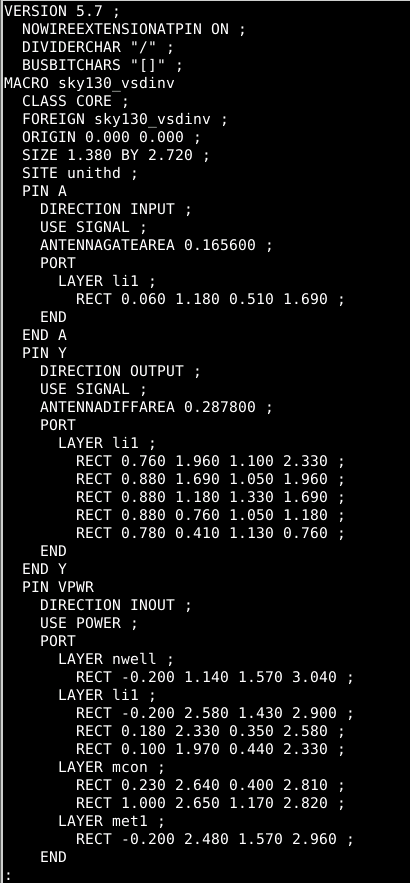 VERSION 5.7 ;
  NOWIREEXTENSIONATPIN ON ;
  DIVIDERCHAR "/" ;
  BUSBITCHARS "[]" ;
MACRO sky130_vsdinv
  CLASS CORE ;
  FOREIGN sky130_vsdinv ;
  ORIGIN 0.000 0.000 ;
  SIZE 1.380 BY 2.720 ;
  SITE unithd ;
  PIN A
    DIRECTION INPUT ;
    USE SIGNAL ;
    ANTENNAGATEAREA 0.165600 ;
    PORT
      LAYER li1 ;
        RECT 0.060 1.180 0.510 1.690 ;
    END
  END A
  PIN Y
    DIRECTION OUTPUT ;
    USE SIGNAL ;
    ANTENNADIFFAREA 0.287800 ;
    PORT
      LAYER li1 ;
        RECT 0.760 1.960 1.100 2.330 ;
        RECT 0.880 1.690 1.050 1.960 ;
        RECT 0.880 1.180 1.330 1.690 ;
        RECT 0.880 0.760 1.050 1.180 ;
        RECT 0.780 0.410 1.130 0.760 ;
    END
  END Y
  PIN VPWR
    DIRECTION INOUT ;
    USE POWER ;
    PORT
      LAYER nwell ;
        RECT -0.200 1.140 1.570 3.040 ;
      LAYER li1 ;
        RECT -0.200 2.580 1.430 2.900 ;
        RECT 0.180 2.330 0.350 2.580 ;
        RECT 0.100 1.970 0.440 2.330 ;
      LAYER mcon ;
        RECT 0.230 2.640 0.400 2.810 ;
        RECT 1.000 2.650 1.170 2.820 ;
      LAYER met1 ;
        RECT -0.200 2.480 1.570 2.960 ;
    END
: